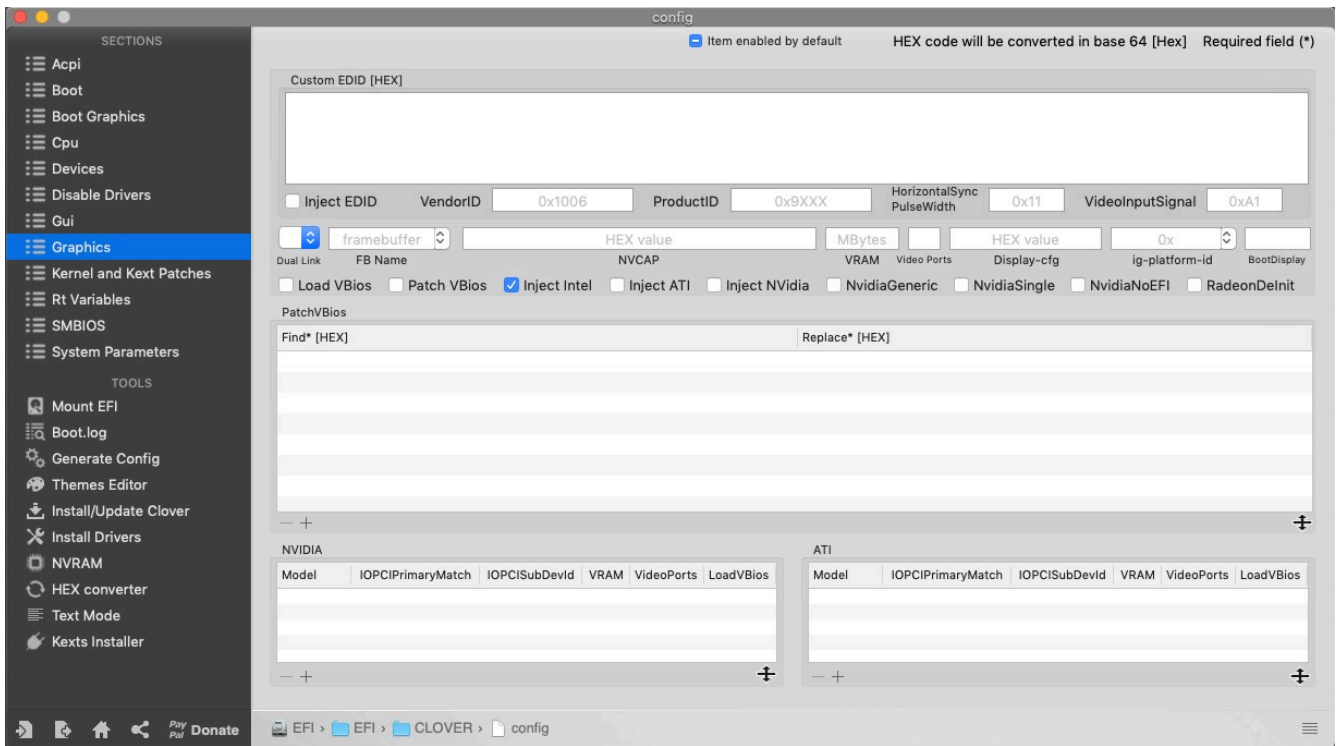 config
SECTIONS
Acpi
Boot
Boot Graphics
Cpu
Devices
Disable Drivers
Gui
Graphics
Kernel and Kext Patches
Rt Variables
SMBIOS
System Parameters
TOOLS
Mount EFI
Boot.log
Generate Config
Themes Editor
Install/Update Clover
Install Drivers
NVRAM
HEX converter
Text Mode
Kexts Installer
Pay Pal Donate
Item enabled by default HEX code will be converted in base 64 [Hex] Required field (*)
Custom EDID [HEX]
Inject EDID VendorID 0x1006 ProductID 0x9XXX HorizontalSync PulseWidth 0x11 VideoInputSignal 0xA1
framebuffer HEX value MBytes HEX value 0x
Dual Link FB Name NVCAP VRAM Video Ports Display-cfg ig-platform-id BootDisplay
Load VBios Patch VBios Inject Intel Inject ATI Inject NVidia NvidiaGeneric NvidiaSingle NvidiaNoEFI RadeonDeInit
PatchVBios
Find* [HEX] Replace* [HEX]
NVIDIA
Model IOPCIPrimaryMatch IOPCISubDevId VRAM VideoPorts LoadVBios
ATI
Model IOPCIPrimaryMatch IOPCISubDevId VRAM VideoPorts LoadVBios
EFI › EFI › CLOVER › config